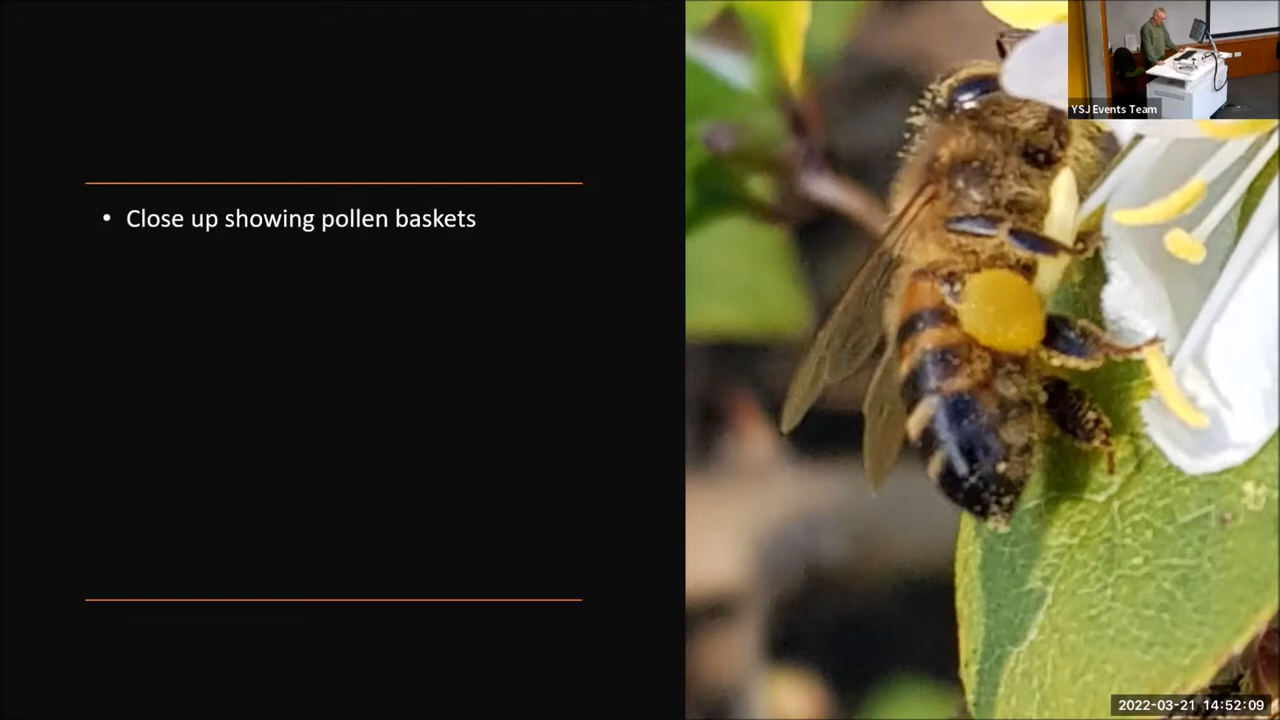 YSJ Events Team
• Close up showing pollen baskets
2022-03-21 14:52:09